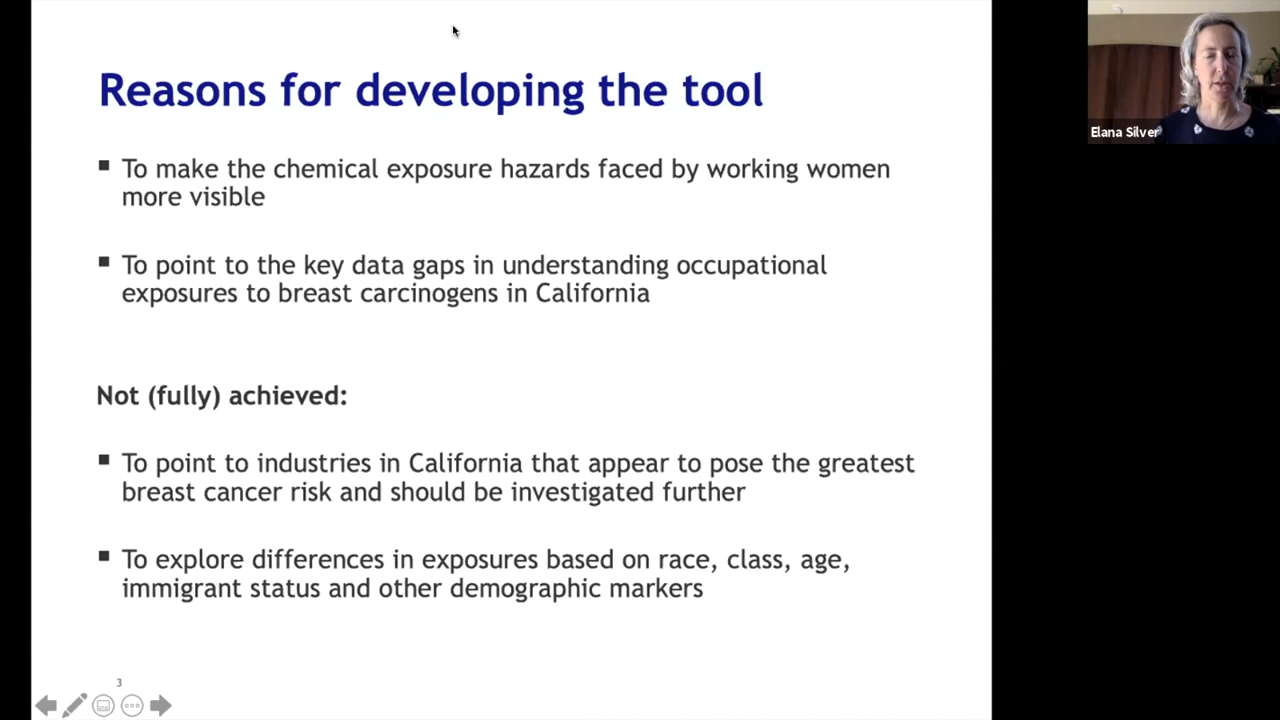 Reasons for developing the tool
▪ To make the chemical exposure hazards faced by working women
more visible
▪ To point to the key data gaps in understanding occupational
exposures to breast carcinogens in California
Not (fully) achieved:
▪ To point to industries in California that appear to pose the greatest
breast cancer risk and should be investigated further
▪ To explore differences in exposures based on race, class, age,
immigrant status and other demographic markers
3
Elana Silver